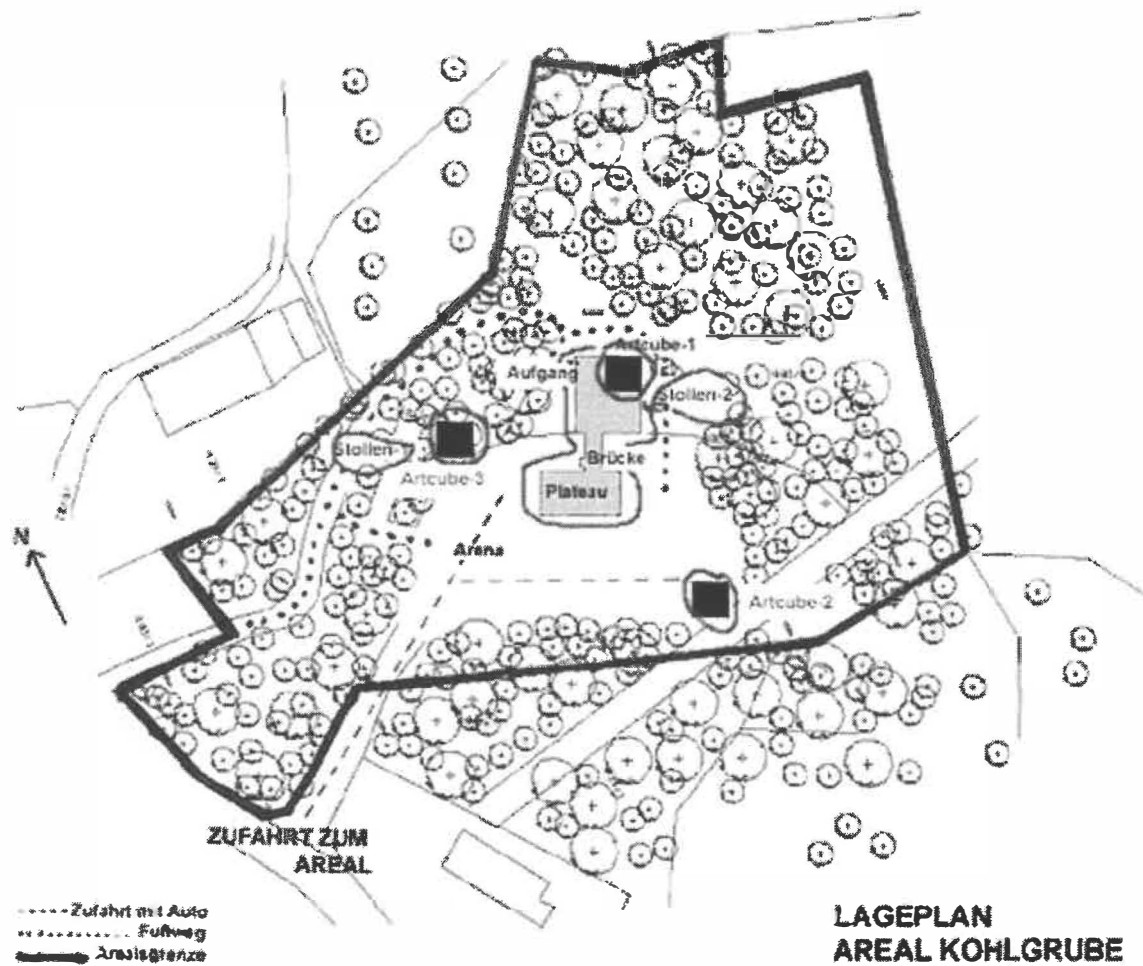 Artcube-1
Aufgang
Stollen-2
Stollen-
Brücke
Artcube-3
Plateau
N
Arena
Artcube-2
ZUFAHRT ZUM
AREAL
Zufahrt mit Auto
Fußweg
Arealsgrenze
LAGEPLAN
AREAL KOHLGRUBE